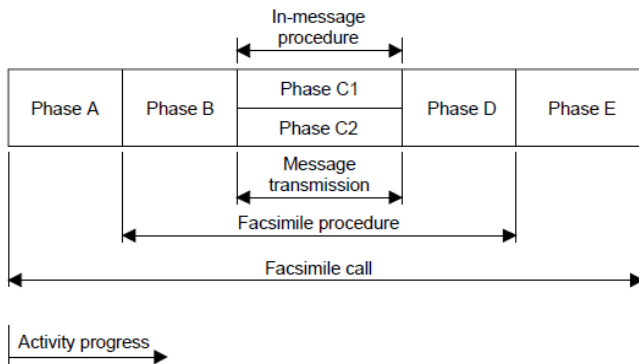 In-message
procedure
Phase A
Phase B
Phase C1
Phase C2
Phase D
Phase E
Message
transmission
Facsimile procedure
Facsimile call
Activity progress